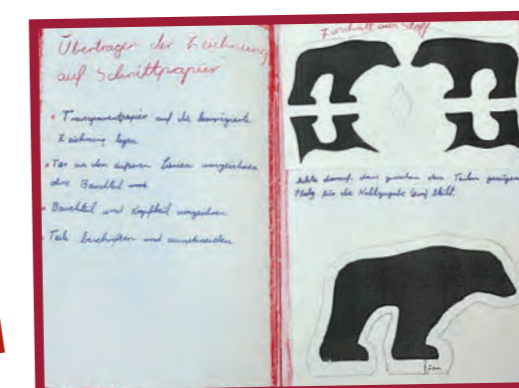 Übertragen der Zeichnung
auf Schnittpapier
Transparentpapier auf die korrigierte
Zeichnung legen
Tier an den äusseren Linien umzeichnen
ohne Bauchteil
Bauchteil und Kopfteil umzeichnen
Teile beschriften und ausschneiden
Zuschnitt aus Stoff
Achte darauf, dass zwischen den Teilen genügend
Platz für die Nahtzugabe bleibt.